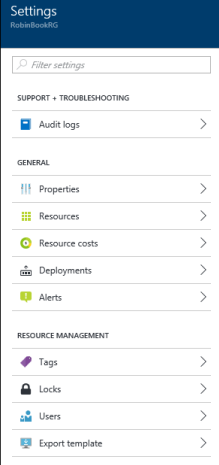 Settings
RobinBookRG
Filter settings
SUPPORT + TROUBLESHOOTING
Audit logs
GENERAL
Properties
Resources
Resource costs
Deployments
Alerts
RESOURCE MANAGEMENT
Tags
Locks
Users
Export template